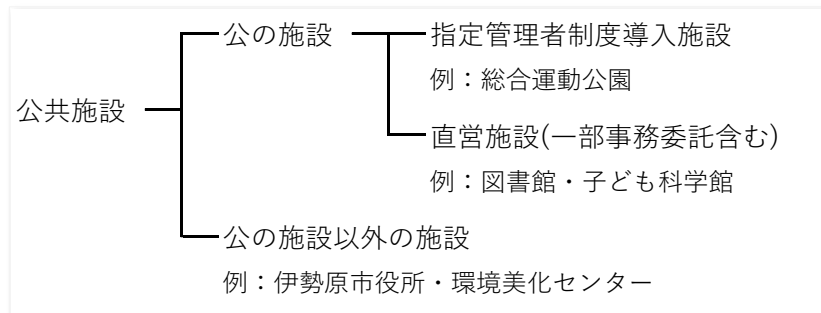 公の施設
指定管理者制度導入施設
例：総合運動公園
公共施設
直営施設(一部事務委託含む)
例：図書館・子ども科学館
公の施設以外の施設
例：伊勢原市役所・環境美化センター